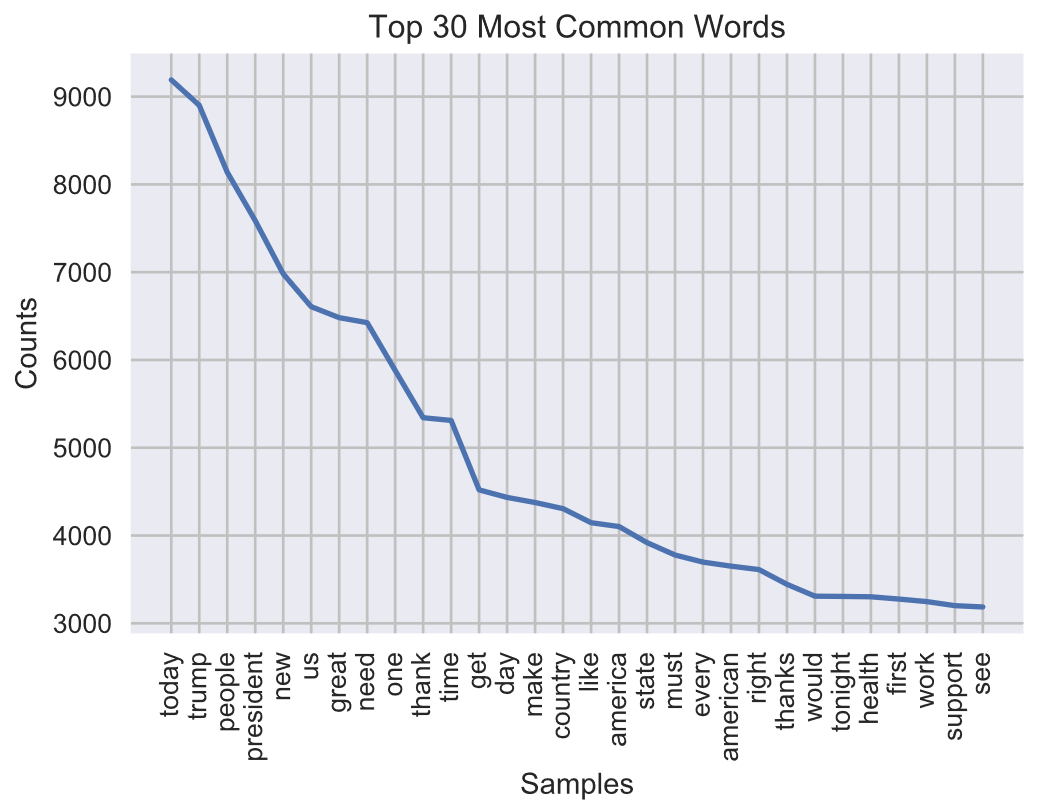 Top 30 Most Common Words
Counts
9000
8000
7000
6000
5000
4000
3000
today
trump
people
president
new
us
great
need
one
thank
time
get
day
make
country
like
america
state
must
every
american
right
thanks
would
tonight
health
first
work
support
see
Samples